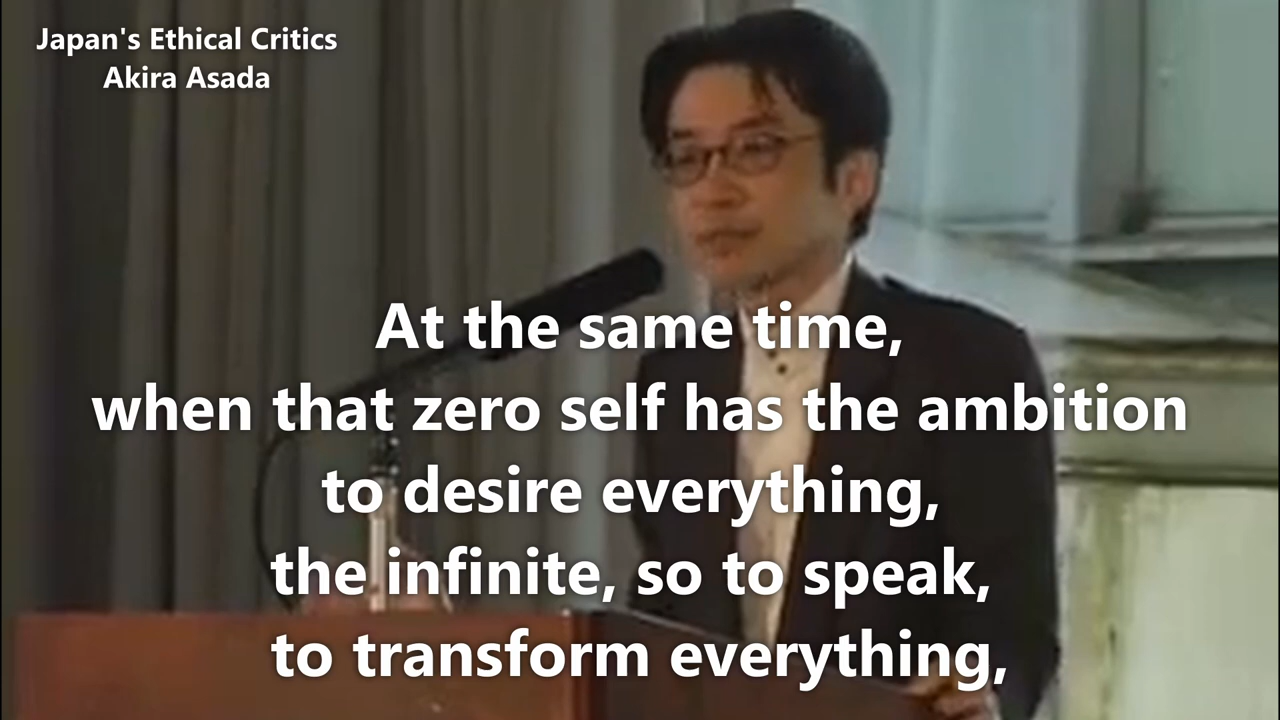 Japan's Ethical Critics
Akira Asada
At the same time,
when that zero self has the ambition
to desire everything,
the infinite, so to speak,
to transform everything,